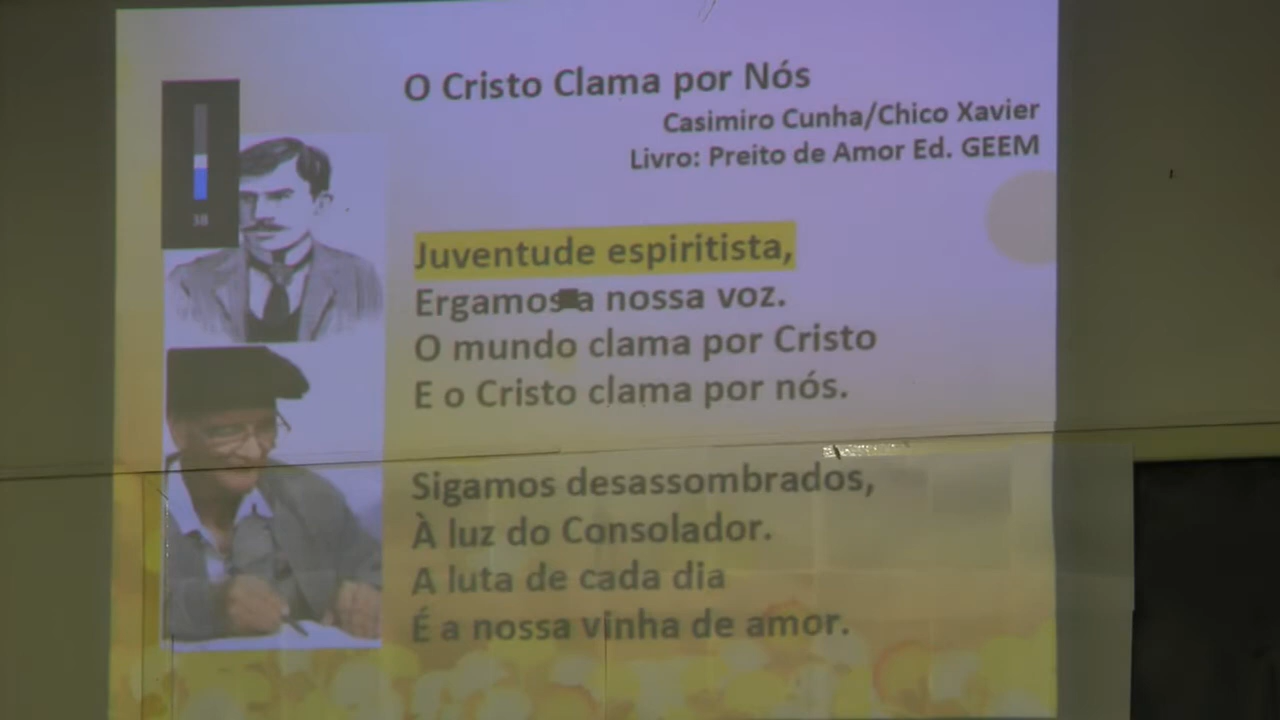 O Cristo Clama por Nós
Casimiro Cunha/Chico Xavier
Livro: Preito de Amor Ed. GEEM
38
Juventude espiritista,
Ergamos a nossa voz.
O mundo clama por Cristo
E o Cristo clama por nós.
Sigamos desassombrados,
À luz do Consolador.
A luta de cada dia
É a nossa vinha de amor.